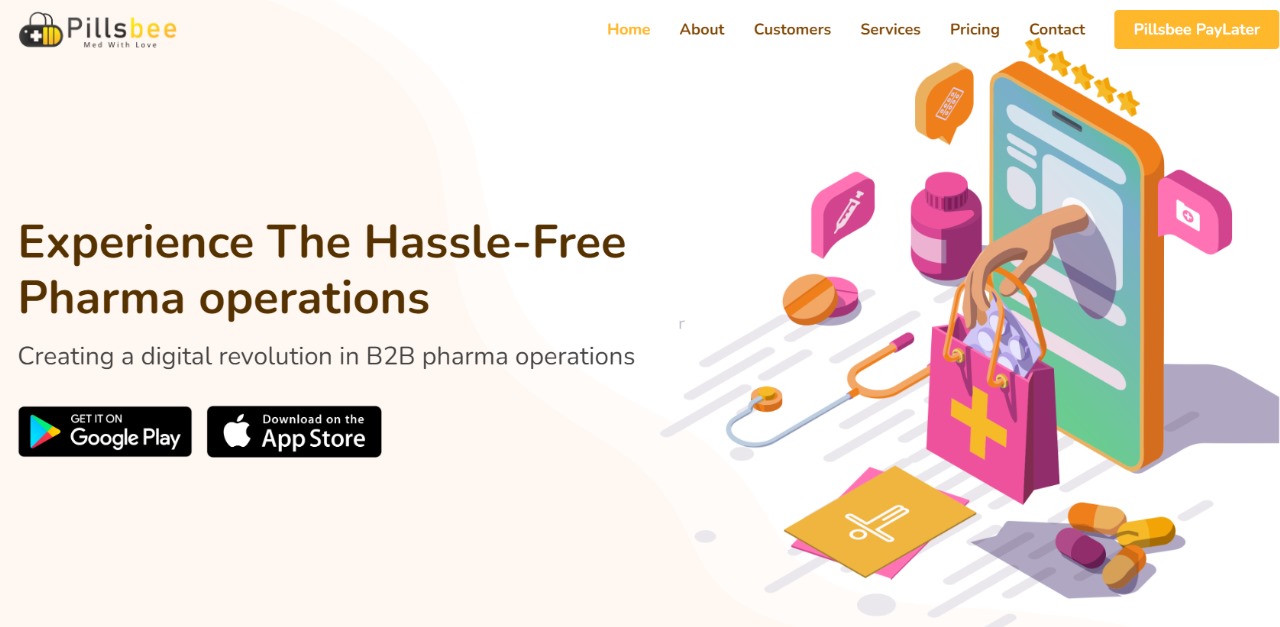 Pillsbee
Med With Love
Home About Customers Services Pricing Contact Pillsbee PayLater
Experience The Hassle-Free
Pharma operations
r
Creating a digital revolution in B2B pharma operations
GET IT ON
Google Play
Download on the
App Store